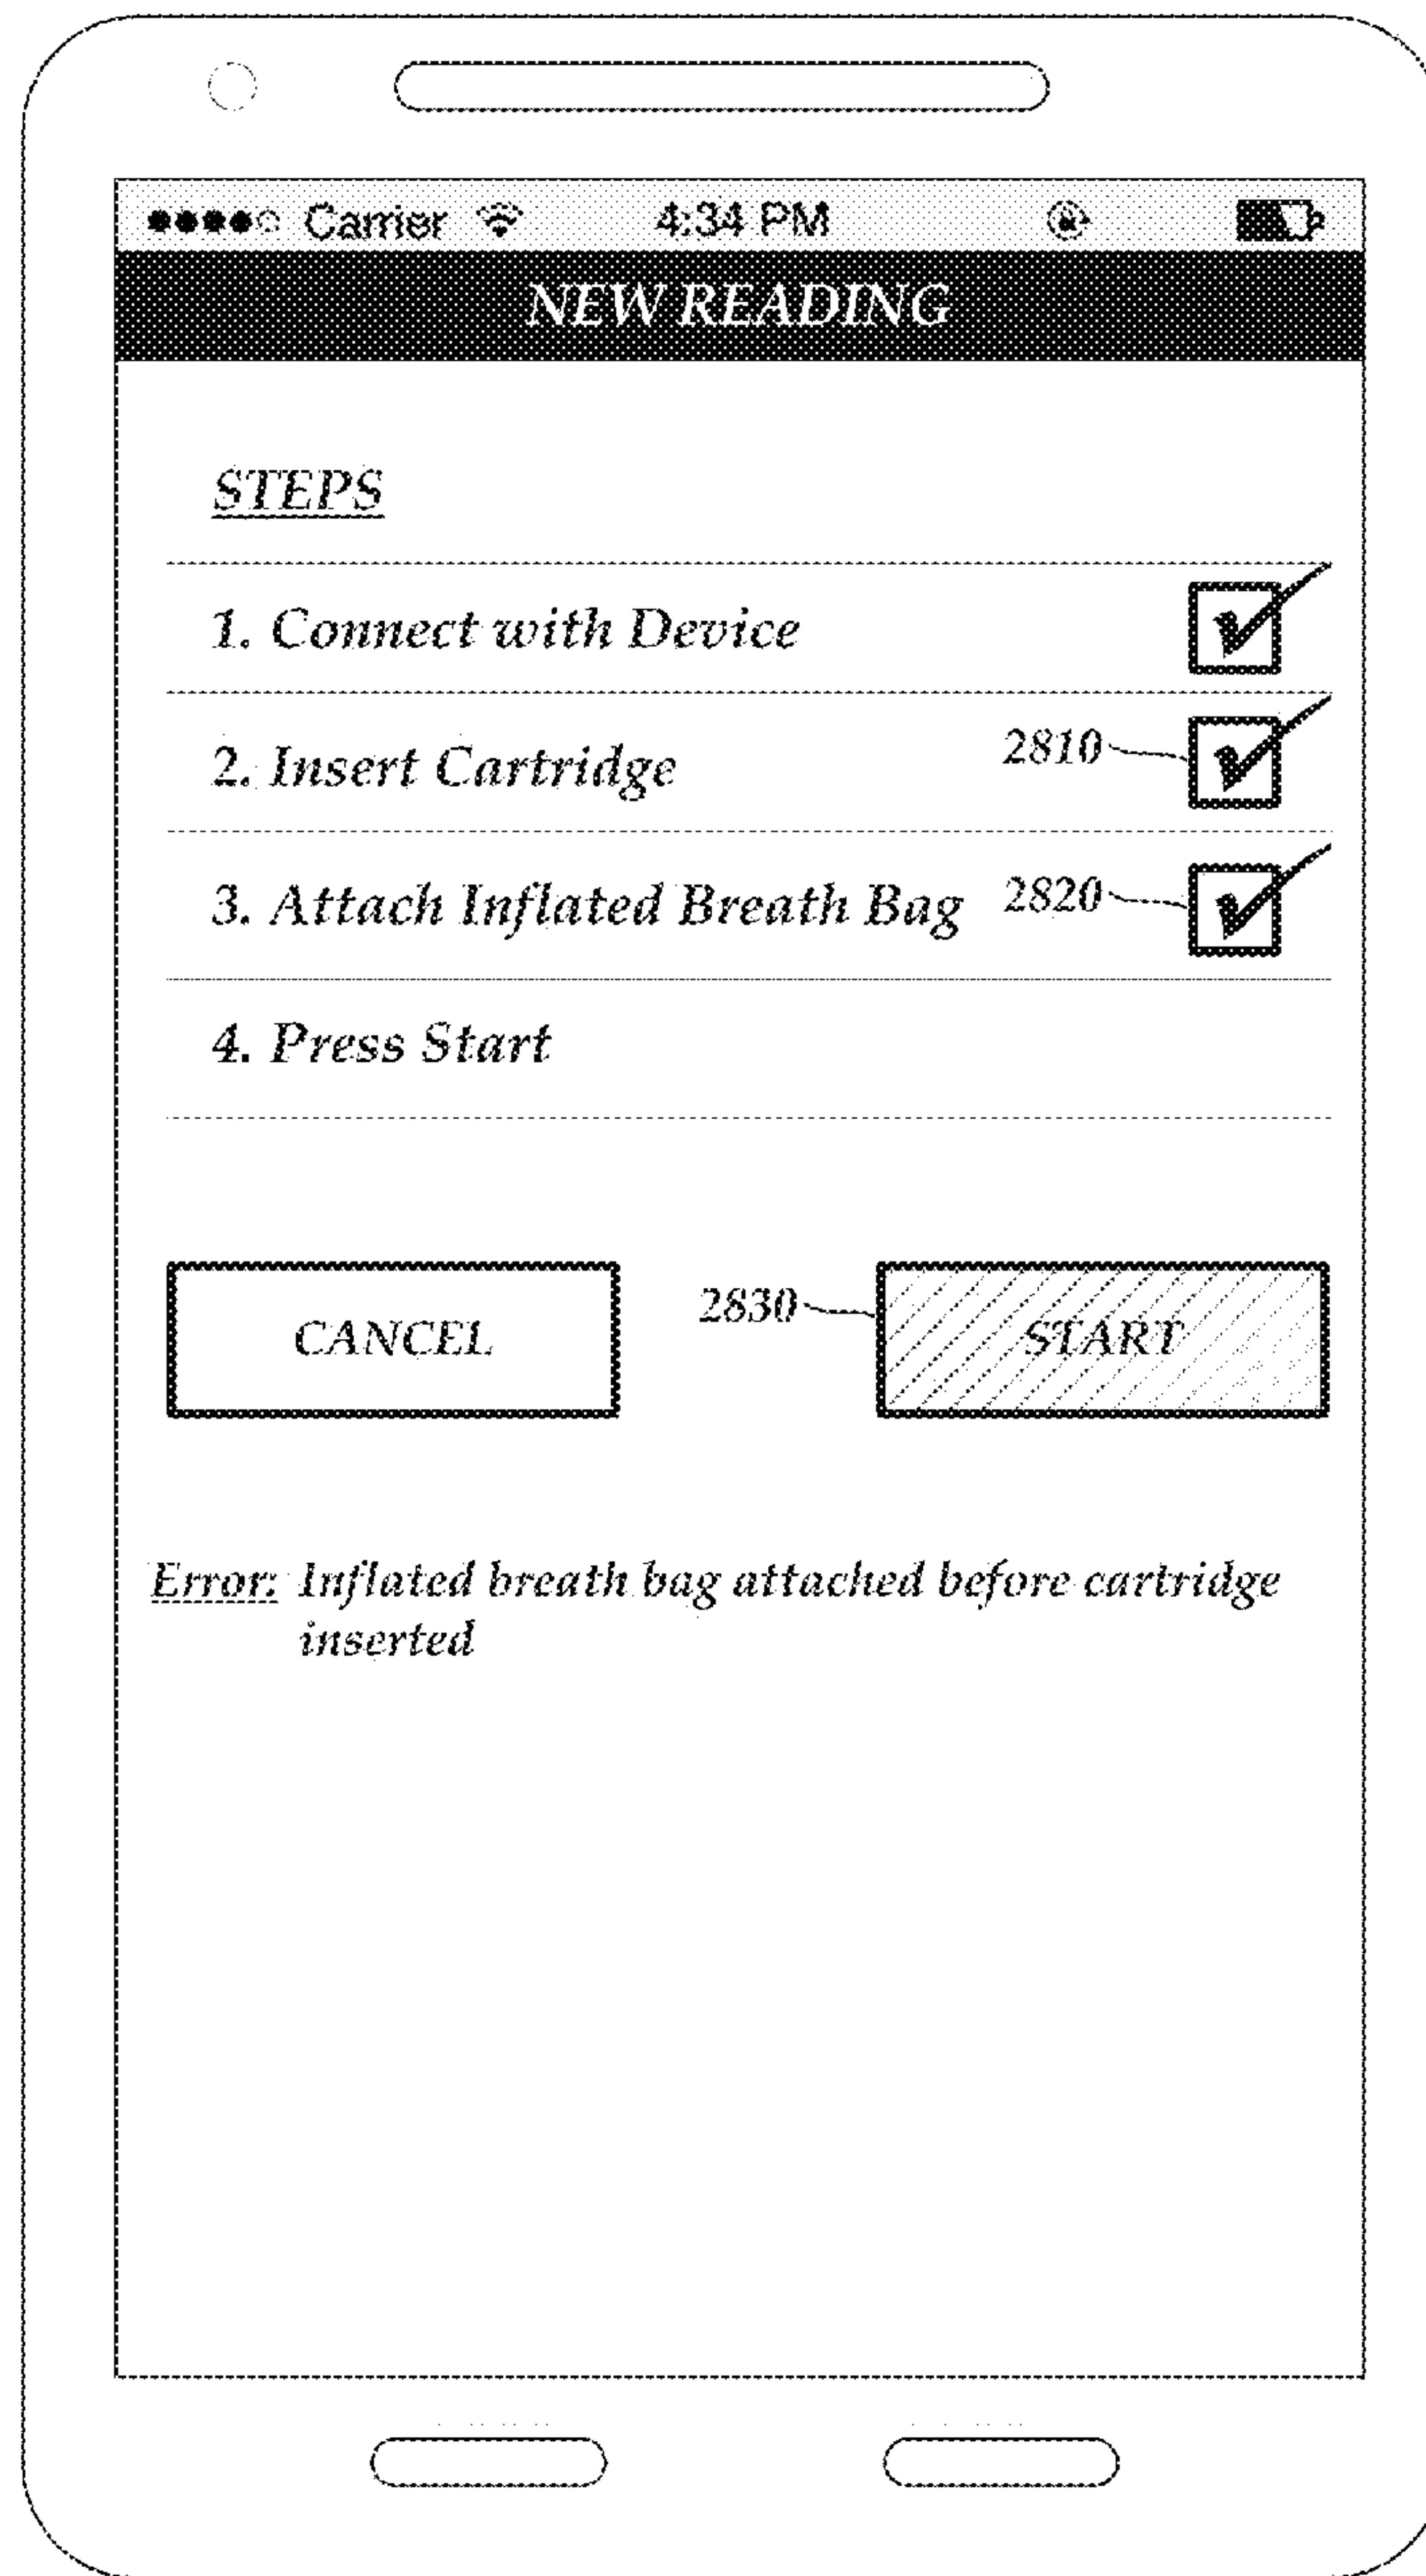 Carrier 4:34 PM
NEW READING
STEPS
1. Connect with Device
2. Insert Cartridge 2810
3. Attach Inflated Breath Bag 2820
4. Press Start
CANCEL 2830 START
Error: Inflated breath bag attached before cartridge
inserted